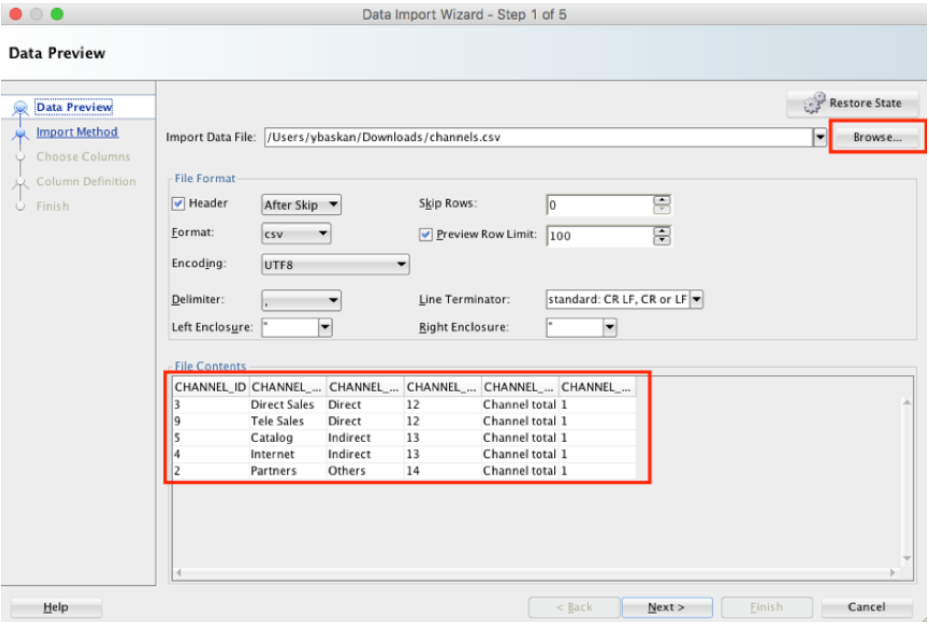 Data Import Wizard - Step 1 of 5
Data Preview
Data Preview
Import Method
Choose Columns
Column Definition
Finish
Restore State
Import Data File: /Users/ybaskan/Downloads/channels.csv Browse...
File Format
Header After Skip Skip Rows: 0
Format: csv Preview Row Limit: 100
Encoding: UTF8
Delimiter: , Line Terminator: standard: CR LF, CR or LF
Left Enclosure: " Right Enclosure: "
File Contents
CHANNEL_ID CHANNEL_... CHANNEL_... CHANNEL_... CHANNEL_... CHANNEL_...
3 Direct Sales Direct 12 Channel total 1
9 Tele Sales Direct 12 Channel total 1
5 Catalog Indirect 13 Channel total 1
4 Internet Indirect 13 Channel total 1
2 Partners Others 14 Channel total 1
Help < Back Next > Finish Cancel